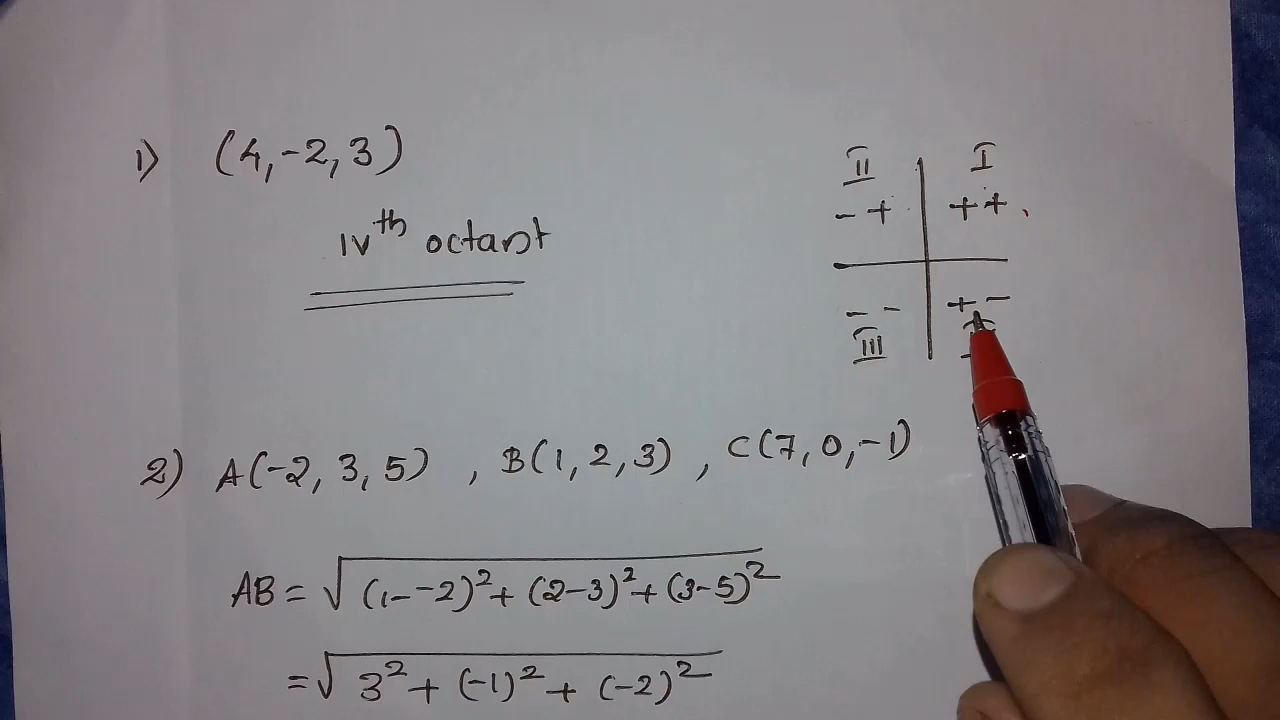 1) (4,-2,3)
IVth octant
II I
- + + +
- - + -
III
2) A(-2, 3, 5) , B(1, 2, 3) , C(7, 0, -1)
AB = √(1--2)²+(2-3)²+(3-5)²
= √3²+(-1)²+(-2)²